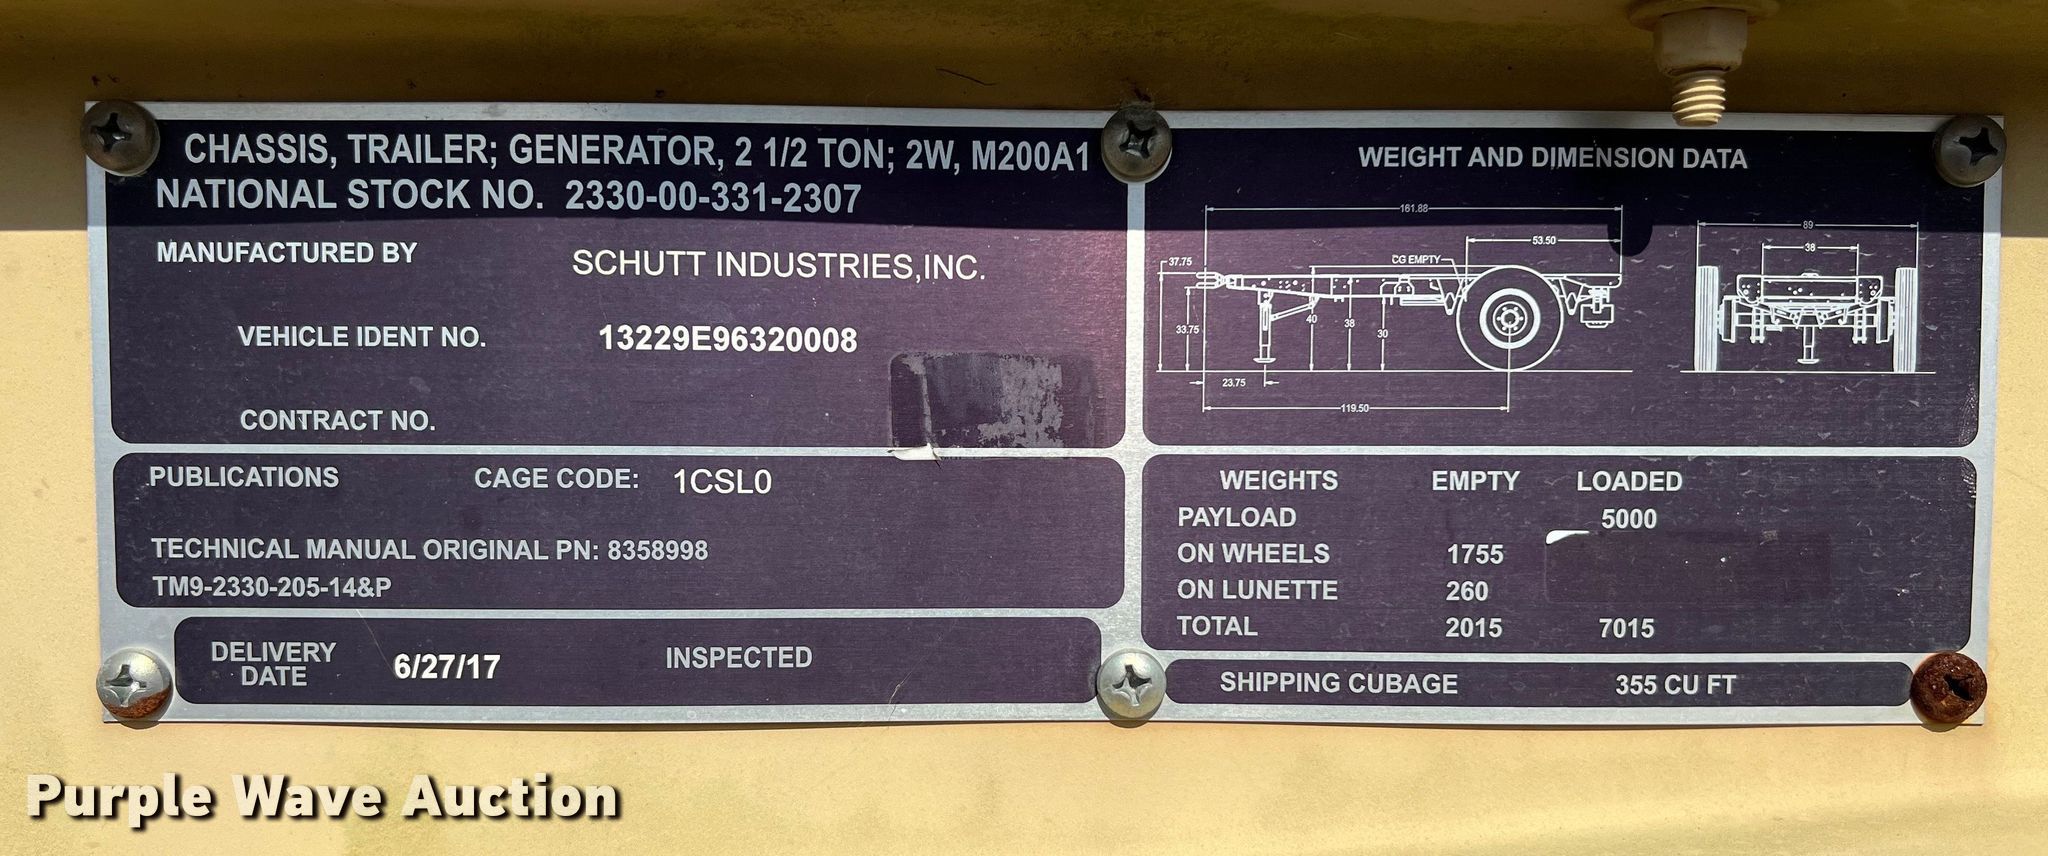 CHASSIS, TRAILER; GENERATOR, 2 1/2 TON; 2W, M200A1
NATIONAL STOCK NO. 2330-00-331-2307
MANUFACTURED BY SCHUTT INDUSTRIES,INC.
VEHICLE IDENT NO. 13229E96320008
CONTRACT NO.
PUBLICATIONS CAGE CODE: 1CSL0
TECHNICAL MANUAL ORIGINAL PN: 8358998
TM9-2330-205-14&P
DELIVERY DATE 6/27/17 INSPECTED
WEIGHT AND DIMENSION DATA
161.88
89
53.50
38
CG EMPTY
37.75
40
38
30
33.75
23.75
119.50
WEIGHTS EMPTY LOADED
PAYLOAD 5000
ON WHEELS 1755
ON LUNETTE 260
TOTAL 2015 7015
SHIPPING CUBAGE 355 CU FT
Purple Wave Auction